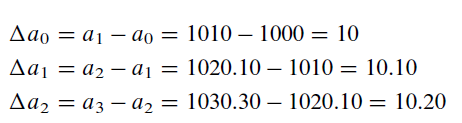 Δa₀ = a₁ − a₀ = 1010 − 1000 = 10
Δa₁ = a₂ − a₁ = 1020.10 − 1010 = 10.10
Δa₂ = a₃ − a₂ = 1030.30 − 1020.10 = 10.20